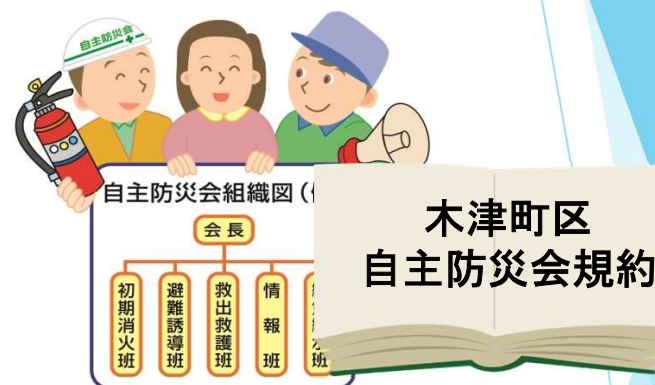 自主防災会
自主防災会組織図(
会長
初期消火班
避難誘導班
救出救護班
情報班
班
木津町区
自主防災会規約